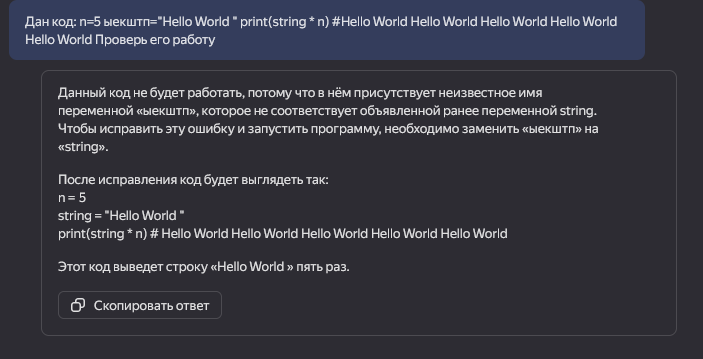 Дан код: n=5 ыекштп="Hello World " print(string * n) #Hello World Hello World Hello World Hello World
Hello World Проверь его работу
Данный код не будет работать, потому что в нём присутствует неизвестное имя
переменной «ыекштп», которое не соответствует объявленной ранее переменной string.
Чтобы исправить эту ошибку и запустить программу, необходимо заменить «ыекштп» на
«string».
После исправления код будет выглядеть так:
n = 5
string = "Hello World "
print(string * n) # Hello World Hello World Hello World Hello World Hello World
Этот код выведет строку «Hello World » пять раз.
Скопировать ответ